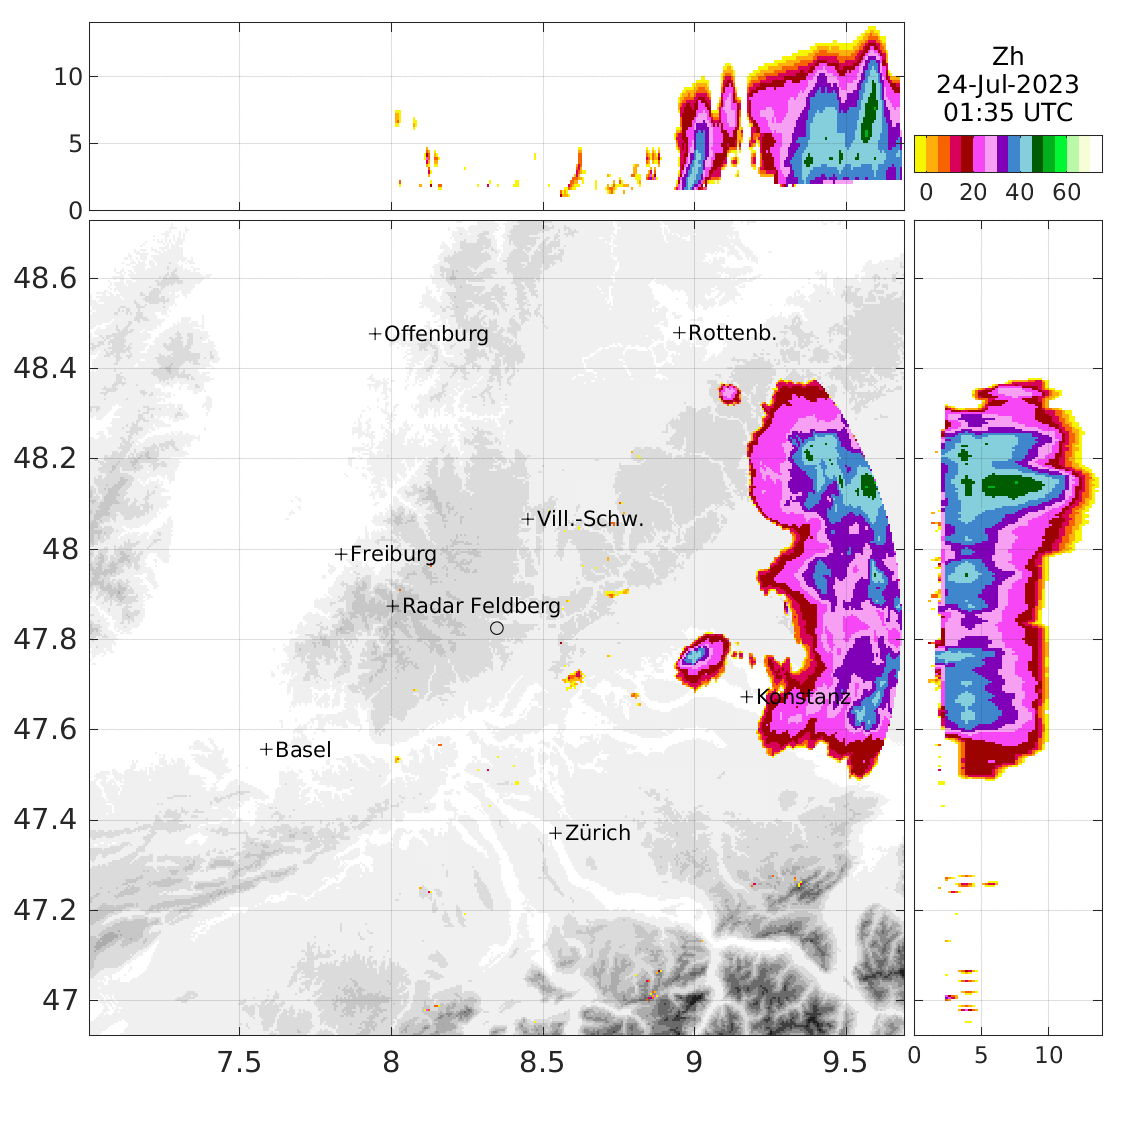 10
5
0
Zh
24-Jul-2023
01:35 UTC
0 20 40 60
48.6
48.4
48.2
48
47.8
47.6
47.4
47.2
47
+Offenburg
+Rottenb.
+Vill.-Schw.
+Freiburg
+Radar Feldberg
+Konstanz
+Basel
+Zürich
7.5 8 8.5 9 9.5
0 5 10